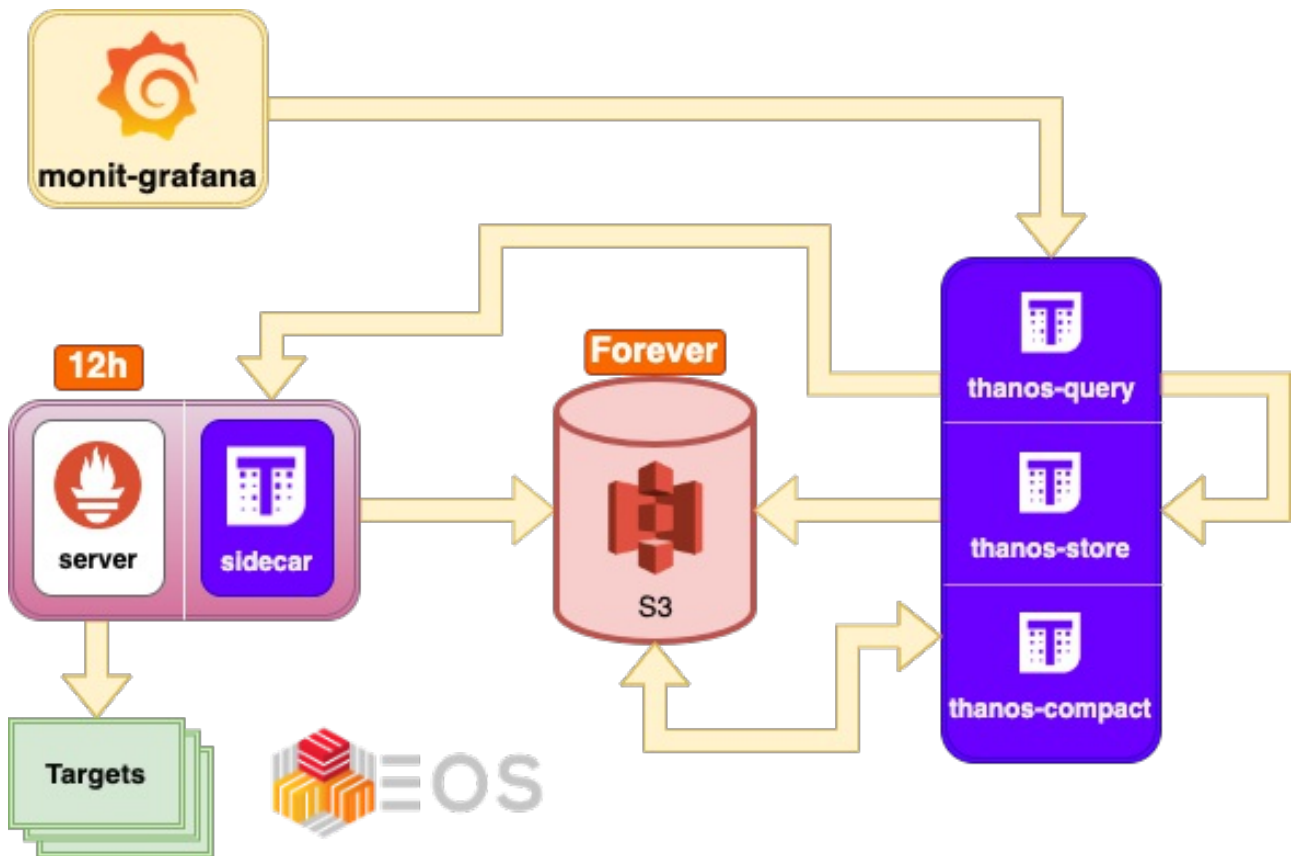 monit-grafana
12h
Forever
thanos-query
server
sidecar
thanos-store
S3
thanos-compact
Targets
EOS